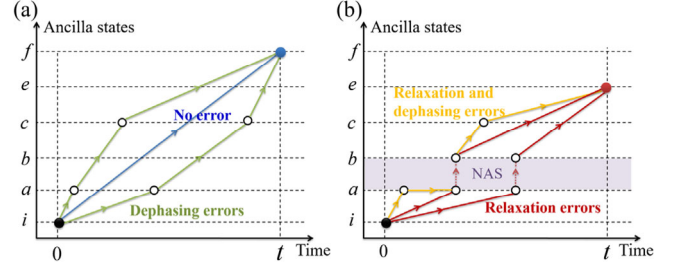 (a)
Ancilla states
f
e
c
b
a
i
No error
Dephasing errors
0
t
Time
(b)
Ancilla states
f
e
c
b
a
i
Relaxation and
dephasing errors
NAS
Relaxation errors
0
t
Time